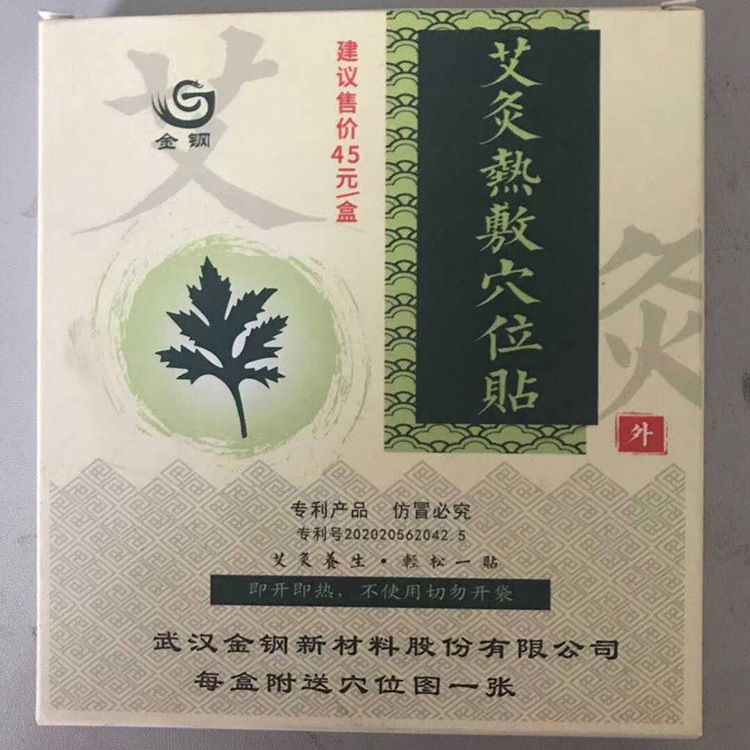 艾
灸
金钢
建议售价45元/盒
艾灸熱敷穴位貼
外
专利产品 仿冒必究
专利号202020562042.5
艾灸養生·輕松一貼
即开即热，不使用切勿开袋
武汉金钢新材料股份有限公司
每盒附送穴位图一张